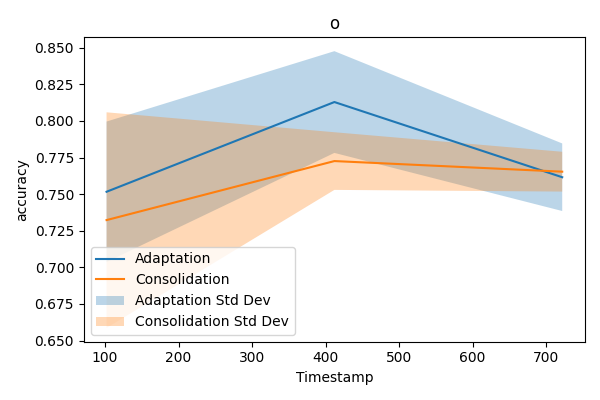 o
accuracy
0.850
0.825
0.800
0.775
0.750
0.725
0.700
0.675
0.650
Adaptation
Consolidation
Adaptation Std Dev
Consolidation Std Dev
100 200 300 400 500 600 700
Timestamp